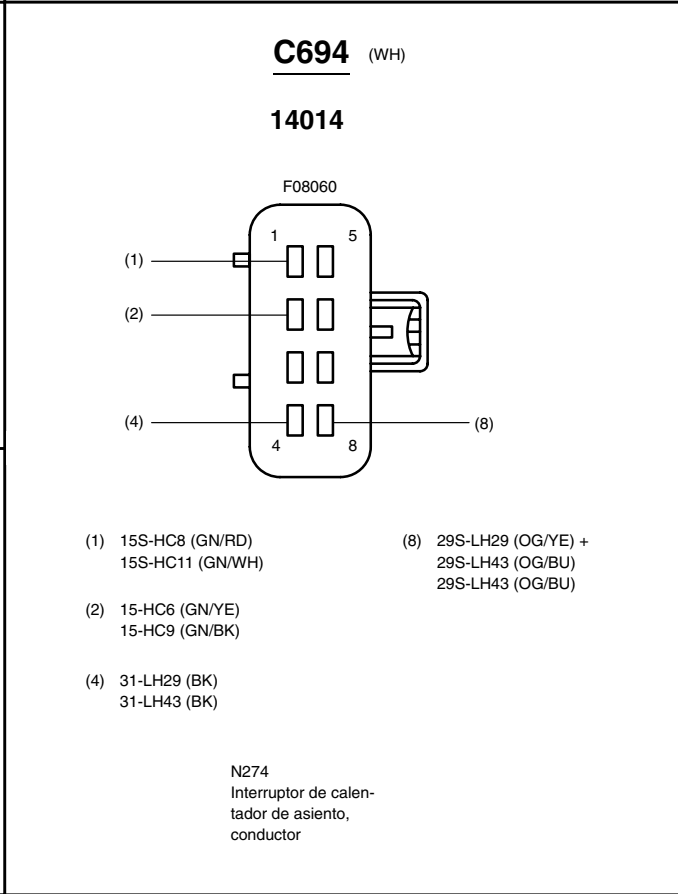 C694 (WH)
14014
F08060
1 5
(1)
(2)
(4) (8)
4 8
(1) 15S-HC8 (GN/RD)
15S-HC11 (GN/WH)
(2) 15-HC6 (GN/YE)
15-HC9 (GN/BK)
(4) 31-LH29 (BK)
31-LH43 (BK)
(8) 29S-LH29 (OG/YE) +
29S-LH43 (OG/BU)
29S-LH43 (OG/BU)
N274
Interruptor de calen-
tador de asiento,
conductor